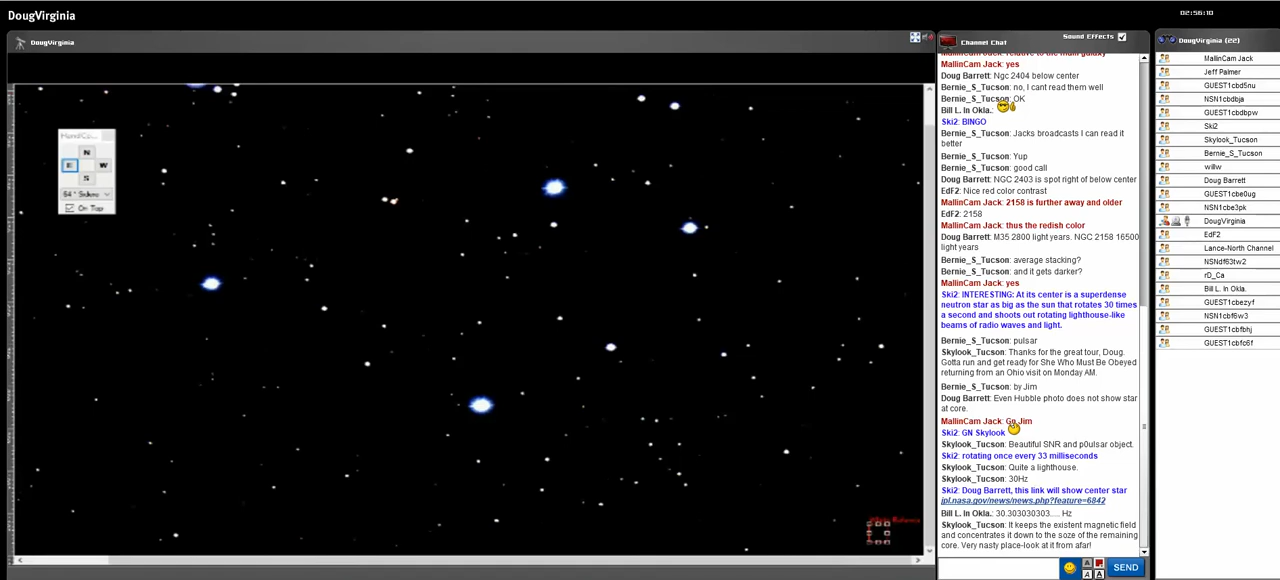 DougVirginia
02:56:10
DougVirginia
N
E
W
S
64 * Sidere
On Top
Channel Chat
Sound Effects
MallinCam Jack: yes
Doug Barrett: Ngc 2404 below center
Bernie_S_Tucson: no, I cant read them well
Bernie_S_Tucson: OK
Bill L. In Okla.:
Ski2: BINGO
Bernie_S_Tucson: Jacks broadcasts I can read it
better
Bernie_S_Tucson: Yup
Bernie_S_Tucson: good call
Doug Barrett: NGC 2403 is spot right of below center
EdF2: Nice red color contrast
MallinCam Jack: 2158 is further away and older
EdF2: 2158
MallinCam Jack: thus the redish color
Doug Barrett: M35 2800 light years. NGC 2158 16500
light years
Bernie_S_Tucson: average stacking?
Bernie_S_Tucson: and it gets darker?
MallinCam Jack: yes
Ski2: INTERESTING: At its center is a superdense
neutron star as big as the sun that rotates 30 times
a second and shoots out rotating lighthouse-like
beams of radio waves and light.
Bernie_S_Tucson: pulsar
Skylook_Tucson: Thanks for the great tour, Doug.
Gotta run and get ready for She Who Must Be Obeyed
returning from an Ohio visit on Monday AM.
Bernie_S_Tucson: by Jim
Doug Barrett: Even Hubble photo does not show star
at core.
MallinCam Jack: Gn Jim
Ski2: GN Skylook
Skylook_Tucson: Beautiful SNR and p0ulsar object.
Ski2: rotating once every 33 milliseconds
Skylook_Tucson: Quite a lighthouse.
Skylook_Tucson: 30Hz
Ski2: Doug Barrett, this link will show center star
jpl.nasa.gov/news/news.php?feature=6842
Bill L. In Okla.: 30.303030303..... Hz
Skylook_Tucson: It keeps the existent magnetic field
and concentrates it down to the soze of the remaining
core. Very nasty place-look at it from afar!
A
A A
SEND
DougVirginia (22)
MallinCam Jack
Jeff Palmer
GUEST1cbd5nu
NSN1cbdbja
GUEST1cbdbpw
Ski2
Skylook_Tucson
Bernie_S_Tucson
willw
Doug Barrett
GUEST1cbe0ug
NSN1cbe3pk
DougVirginia
EdF2
Lance-North Channel
NSNdf63tw2
rD_Ca
Bill L. In Okla.
GUEST1cbezyf
NSN1cbf6w3
GUEST1cbfbhj
GUEST1cbfc6f